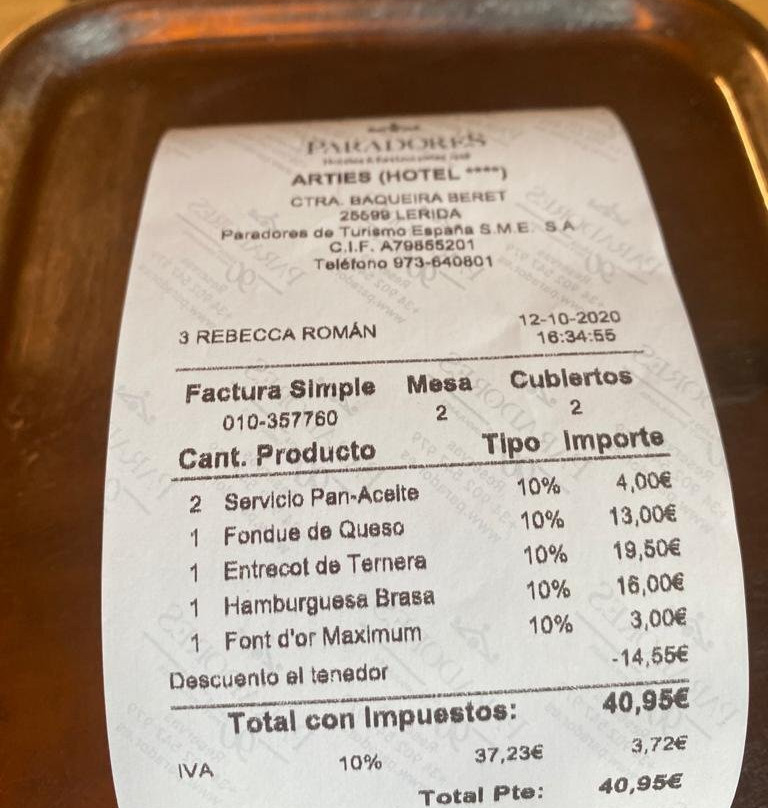 PARADORES
ARTIES (HOTEL ****)
CTRA. BAQUEIRA BERET
25599 LERIDA
Paradores de Turismo España S.M.E. S.A
C.I.F. A79855201
Teléfono 973-640801
12-10-2020
3 REBECCA ROMÁN 16:34:55
Factura Simple Mesa Cubiertos
010-357760 2 2
Cant. Producto Tipo Importe
2 Servicio Pan-Aceite 10% 4,00€
1 Fondue de Queso 10% 13,00€
1 Entrecot de Ternera 10% 19,50€
1 Hamburguesa Brasa 10% 16,00€
1 Font d'or Maximum 10% 3,00€
Descuento el tenedor -14,55€
Total con Impuestos: 40,95€
IVA 10% 37,23€ 3,72€
Total Pte: 40,95€